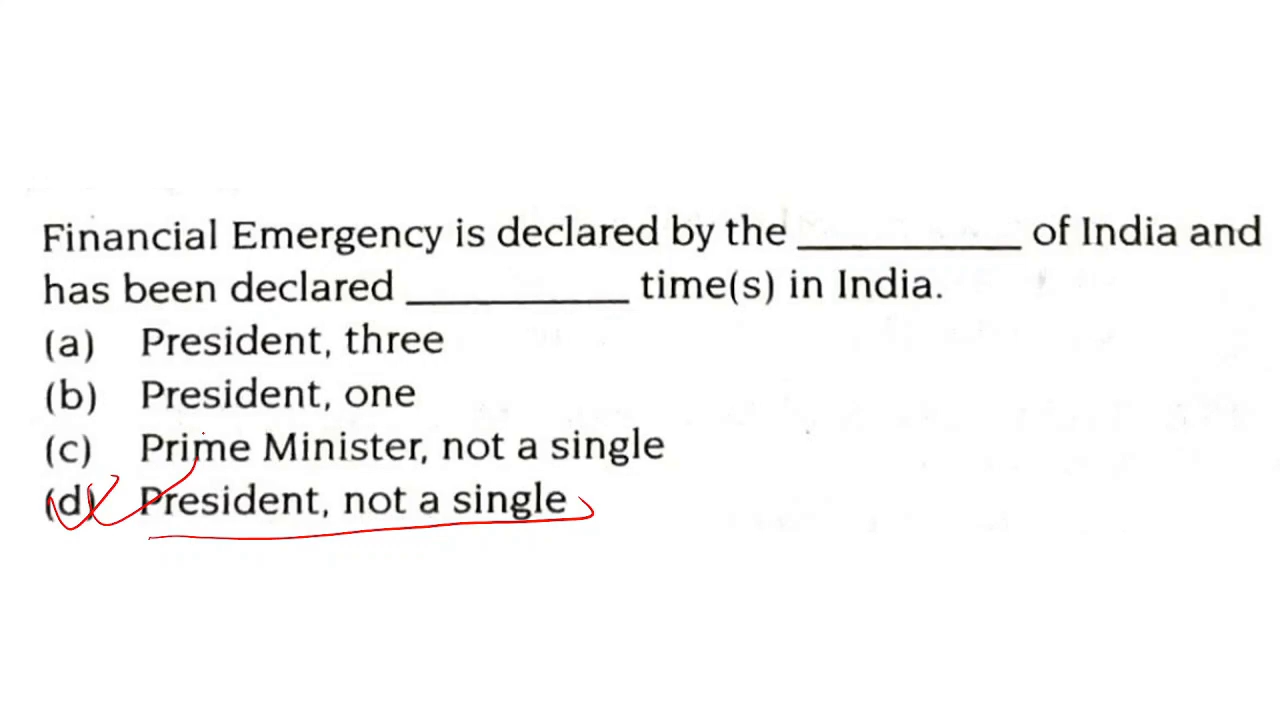 Financial Emergency is declared by the __________ of India and
has been declared __________ time(s) in India.
(a) President, three
(b) President, one
(c) Prime Minister, not a single
(d) President, not a single